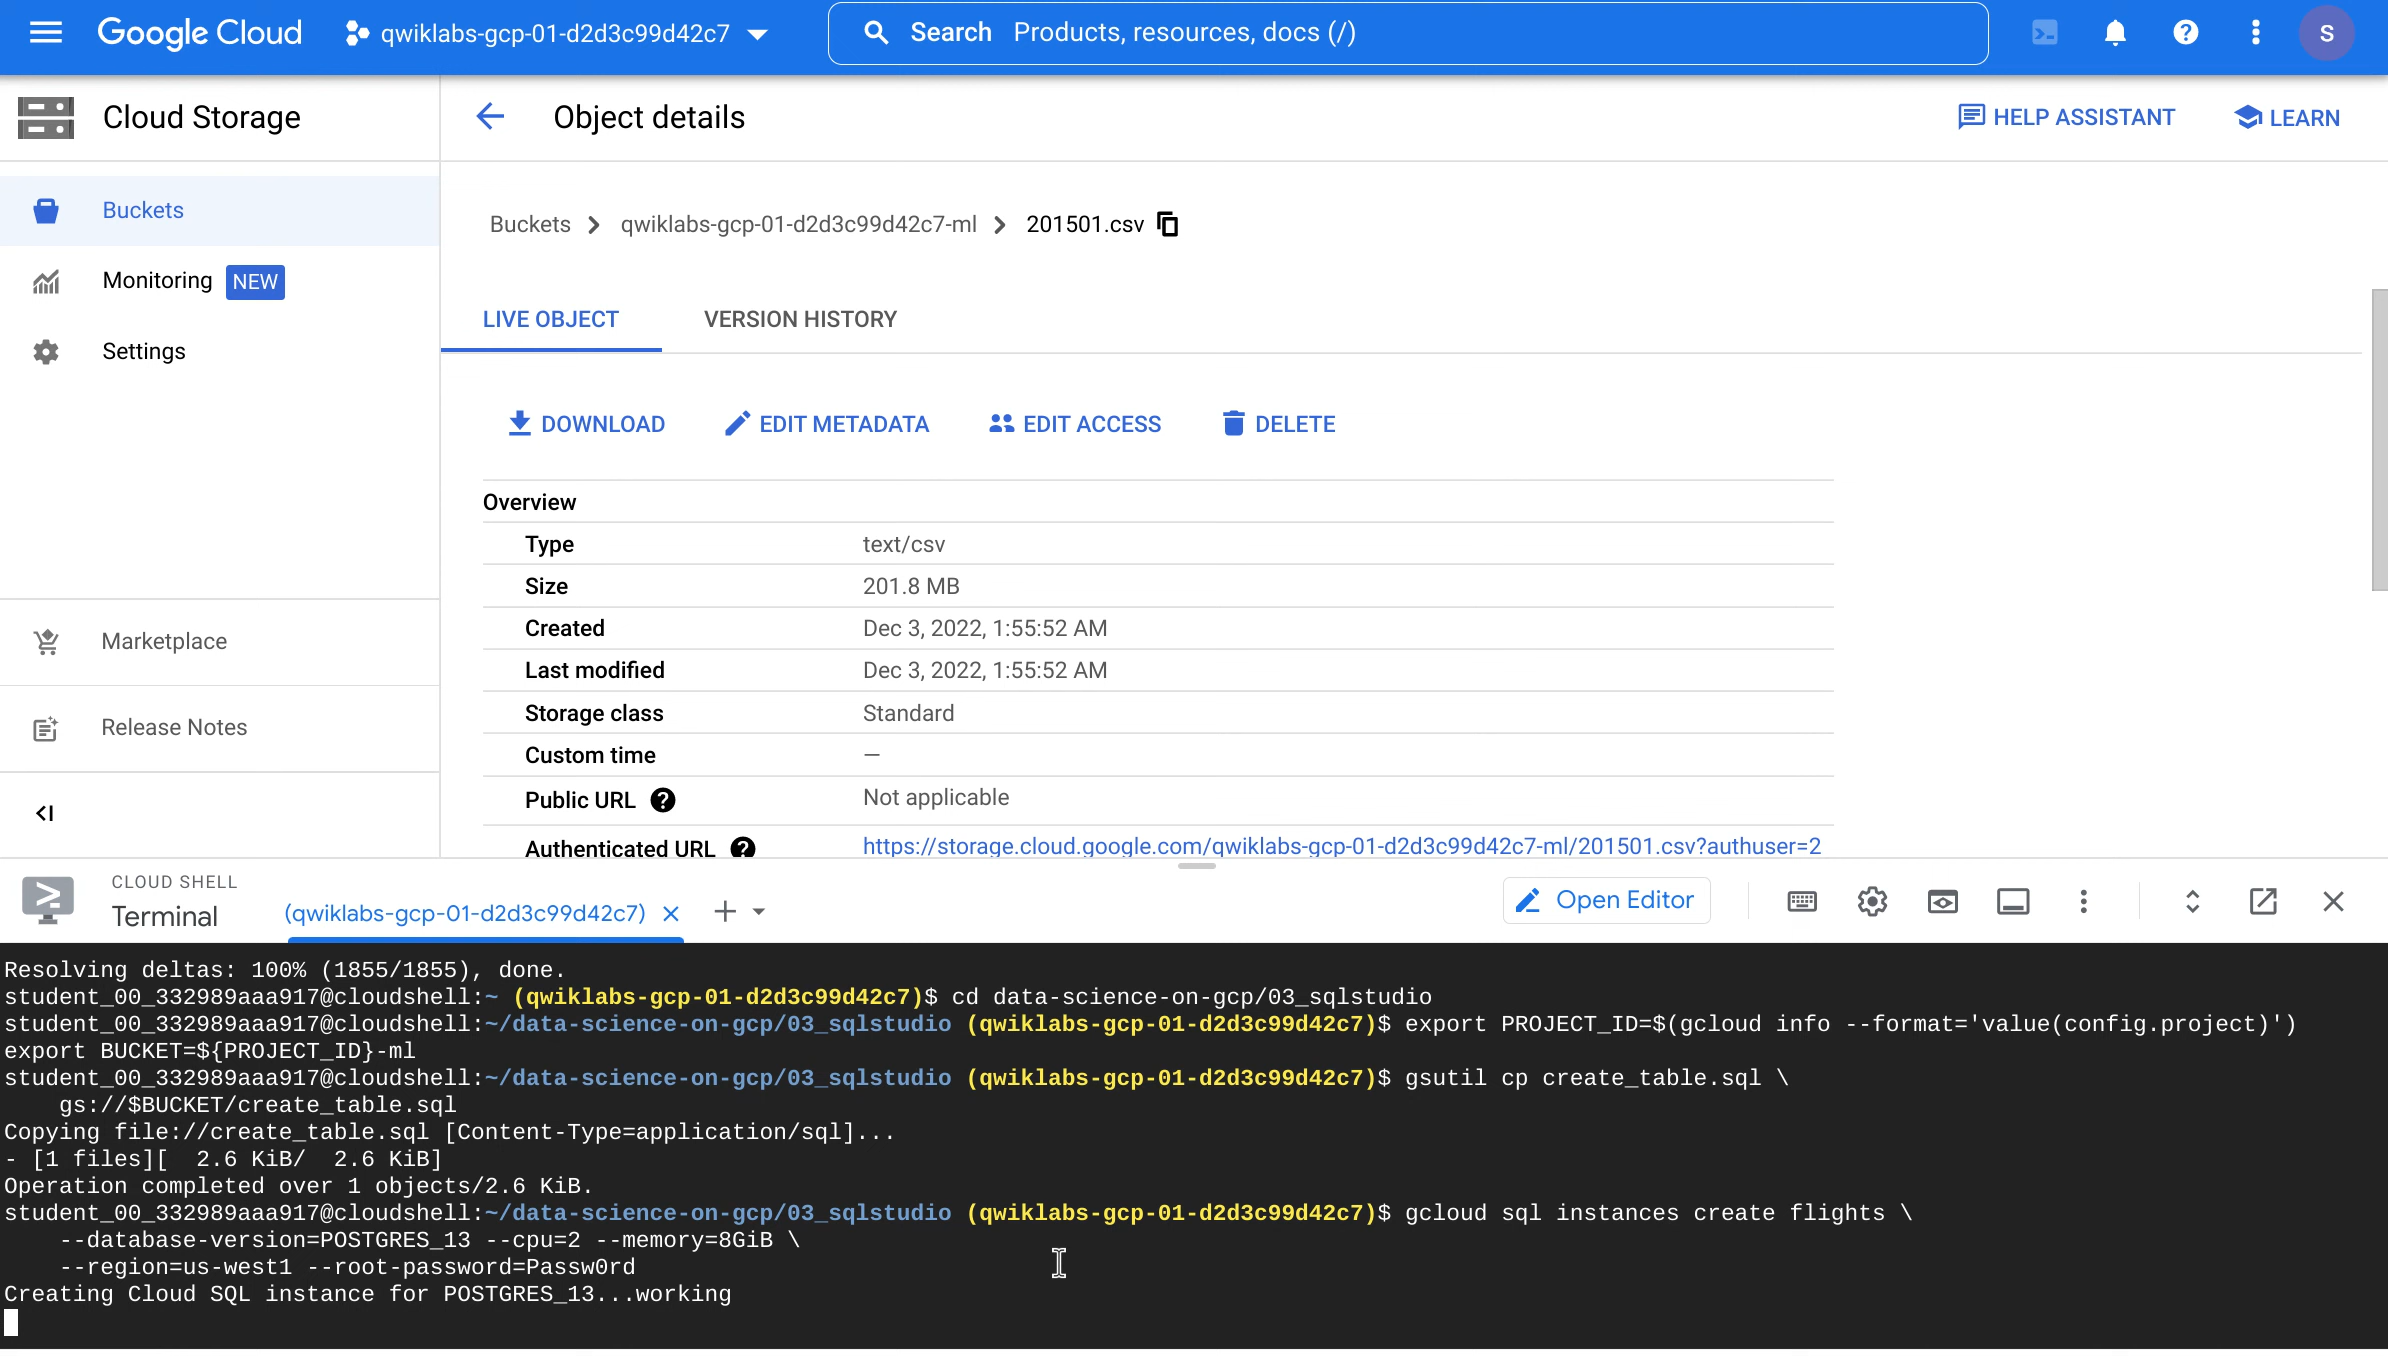 Google Cloud
qwiklabs-gcp-01-d2d3c99d42c7
Search Products, resources, docs (/)
S
Cloud Storage
Object details
HELP ASSISTANT
LEARN
Buckets
Monitoring NEW
Settings
Marketplace
Release Notes
Buckets > qwiklabs-gcp-01-d2d3c99d42c7-ml > 201501.csv
LIVE OBJECT
VERSION HISTORY
DOWNLOAD
EDIT METADATA
EDIT ACCESS
DELETE
Overview
Type text/csv
Size 201.8 MB
Created Dec 3, 2022, 1:55:52 AM
Last modified Dec 3, 2022, 1:55:52 AM
Storage class Standard
Custom time —
Public URL Not applicable
Authenticated URL https://storage.cloud.google.com/qwiklabs-gcp-01-d2d3c99d42c7-ml/201501.csv?authuser=2
CLOUD SHELL
Terminal
(qwiklabs-gcp-01-d2d3c99d42c7)
Open Editor
Resolving deltas: 100% (1855/1855), done.
student_00_332989aaa917@cloudshell:~ (qwiklabs-gcp-01-d2d3c99d42c7)$ cd data-science-on-gcp/03_sqlstudio
student_00_332989aaa917@cloudshell:~/data-science-on-gcp/03_sqlstudio (qwiklabs-gcp-01-d2d3c99d42c7)$ export PROJECT_ID=$(gcloud info --format='value(config.project)')
export BUCKET=${PROJECT_ID}-ml
student_00_332989aaa917@cloudshell:~/data-science-on-gcp/03_sqlstudio (qwiklabs-gcp-01-d2d3c99d42c7)$ gsutil cp create_table.sql \
    gs://$BUCKET/create_table.sql
Copying file://create_table.sql [Content-Type=application/sql]...
- [1 files][  2.6 KiB/  2.6 KiB]
Operation completed over 1 objects/2.6 KiB.
student_00_332989aaa917@cloudshell:~/data-science-on-gcp/03_sqlstudio (qwiklabs-gcp-01-d2d3c99d42c7)$ gcloud sql instances create flights \
    --database-version=POSTGRES_13 --cpu=2 --memory=8GiB \
    --region=us-west1 --root-password=Passw0rd
Creating Cloud SQL instance for POSTGRES_13...working